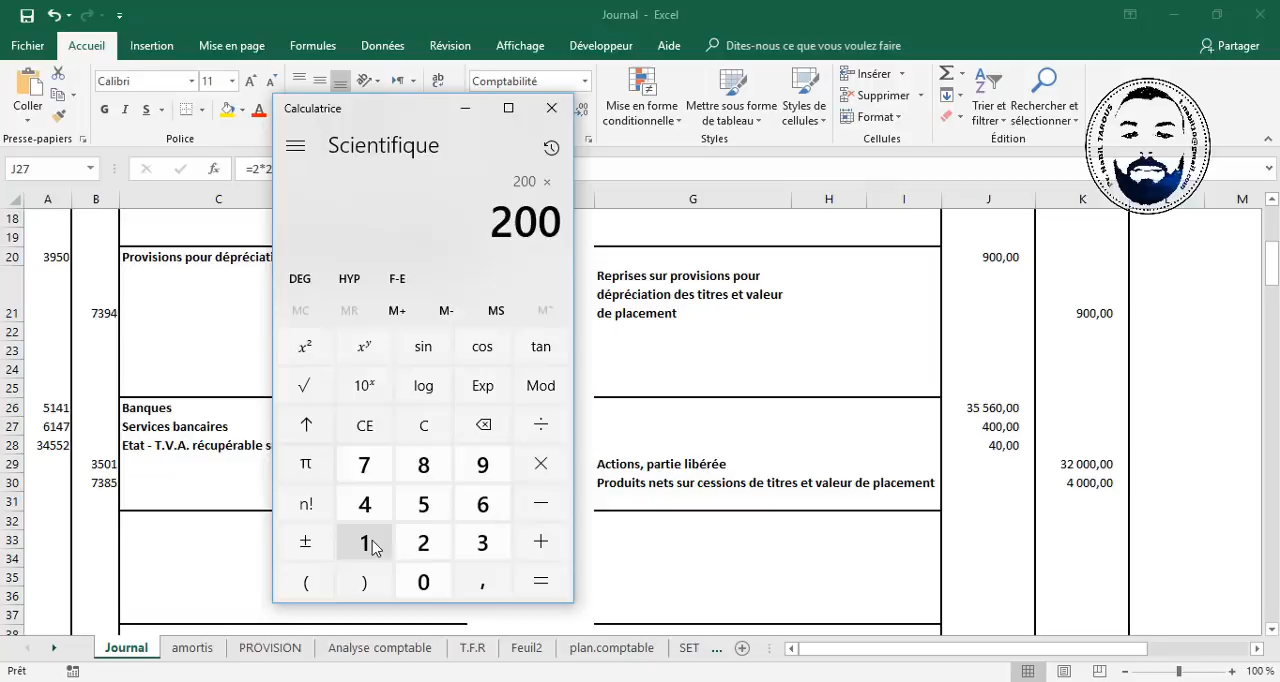 Journal - Excel
Fichier Accueil Insertion Mise en page Formules Données Révision Affichage Développeur Aide Dites-nous ce que vous voulez faire Partager
Coller
Presse-papiers
Calibri 11
G I S A
Police
Comptabilité
Mise en forme conditionnelle
Mettre sous forme de tableau
Styles de cellules
Styles
Insérer
Supprimer
Format
Cellules
Trier et filtrer
Rechercher et sélectionner
Édition
J27 fx =2*2
Calculatrice
Scientifique
200 ×
200
DEG HYP F-E
MC MR M+ M- MS M˅
x² xʸ sin cos tan
√ 10ˣ log Exp Mod
↑ CE C ⌫ ÷
π 7 8 9 ×
n! 4 5 6 −
± 1 2 3 +
( ) 0 , =
A B C G H I J K L M
18
19
20 3950 Provisions pour dépréciati 900,00
Reprises sur provisions pour
dépréciation des titres et valeur
21 7394 de placement 900,00
22
23
24
25
26 5141 Banques 35 560,00
27 6147 Services bancaires 400,00
28 34552 Etat - T.V.A. récupérable s 40,00
29 3501 Actions, partie libérée 32 000,00
30 7385 Produits nets sur cessions de titres et valeur de placement 4 000,00
31
32
33
34
35
36
37
38
Journal amortis PROVISION Analyse comptable T.F.R Feuil2 plan.comptable SET ...
Prêt 100 %